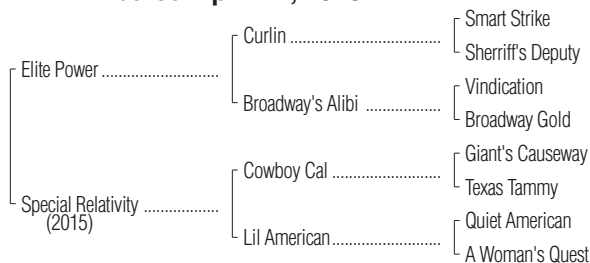 Smart Strike
Curlin ........................................
Sherriff's Deputy
Elite Power ...............................
Vindication
Broadway's Alibi ....................
Broadway Gold
Giant's Causeway
Cowboy Cal .............................
Texas Tammy
Special Relativity ....................
(2015)
Quiet American
Lil American.............................
A Woman's Quest